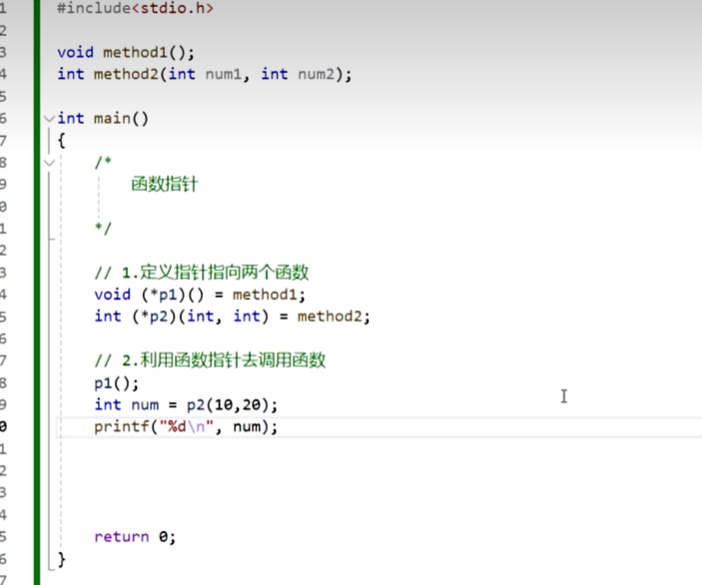 1 #include<stdio.h>
2
3 void method1();
4 int method2(int num1, int num2);
5
6 int main()
7 {
8 /*
9 函数指针
0
1 */
2
3 // 1.定义指针指向两个函数
4 void (*p1)() = method1;
5 int (*p2)(int, int) = method2;
6
7 // 2.利用函数指针去调用函数
8 p1();
9 int num = p2(10,20);
0 printf("%d\n", num);
1
2
3
4
5 return 0;
6 }
7